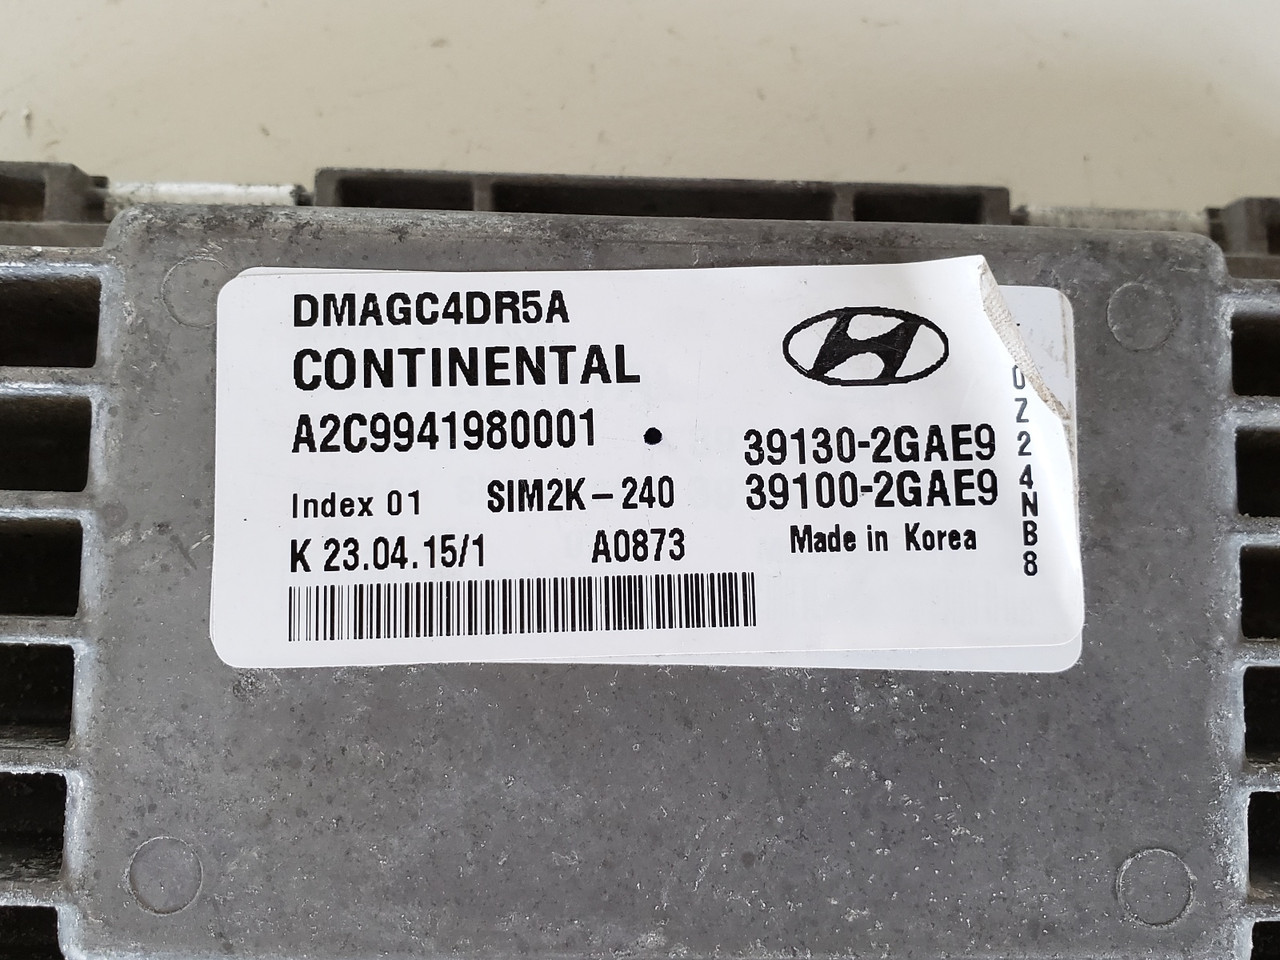 DMAGC4DR5A
CONTINENTAL
A2C9941980001 •
39130-2GAE9
Index 01 SIM2K-240
39100-2GAE9
K 23.04.15/1 A0873
Made in Korea
0Z24NB8